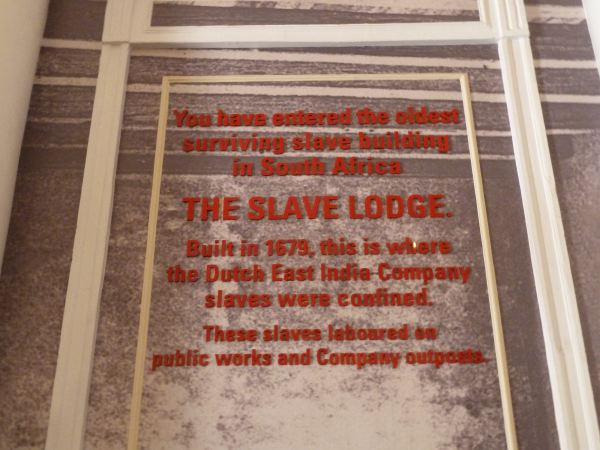 You have entered the oldest
surviving slave building
in South Africa
THE SLAVE LODGE.
Built in 1679, this is where
the Dutch East India Company
slaves were confined.
These slaves laboured on
public works and Company outposts.